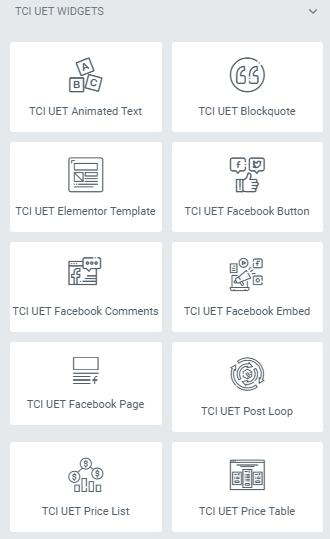 TCI UET WIDGETS
TCI UET Animated Text
TCI UET Blockquote
TCI UET Elementor Template
TCI UET Facebook Button
TCI UET Facebook Comments
TCI UET Facebook Embed
TCI UET Facebook Page
TCI UET Post Loop
TCI UET Price List
TCI UET Price Table